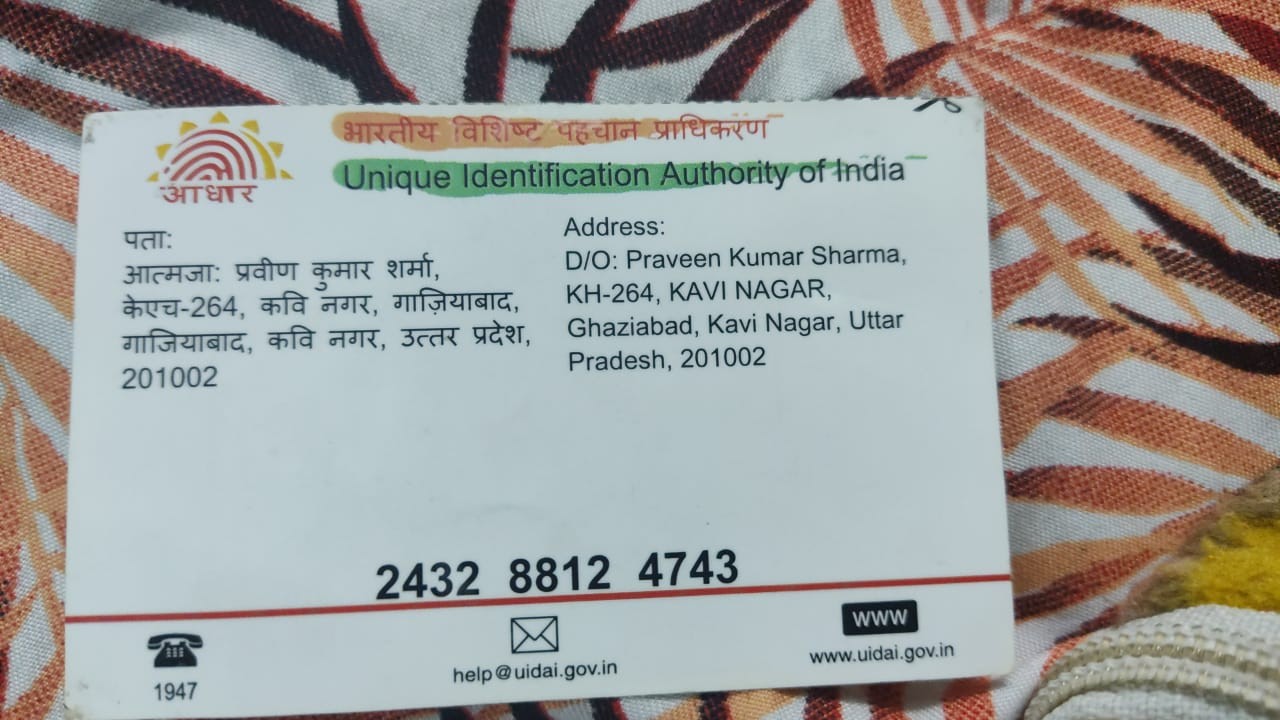 आधार
भारतीय विशिष्ट पहचान प्राधिकरण
Unique Identification Authority of India
पता:
आत्मजा: प्रवीण कुमार शर्मा,
केएच-264, कवि नगर, गाज़ियाबाद,
गाजियाबाद, कवि नगर, उत्तर प्रदेश,
201002
Address:
D/O: Praveen Kumar Sharma,
KH-264, KAVI NAGAR,
Ghaziabad, Kavi Nagar, Uttar
Pradesh, 201002
2432 8812 4743
1947
help@uidai.gov.in
WWW
www.uidai.gov.in